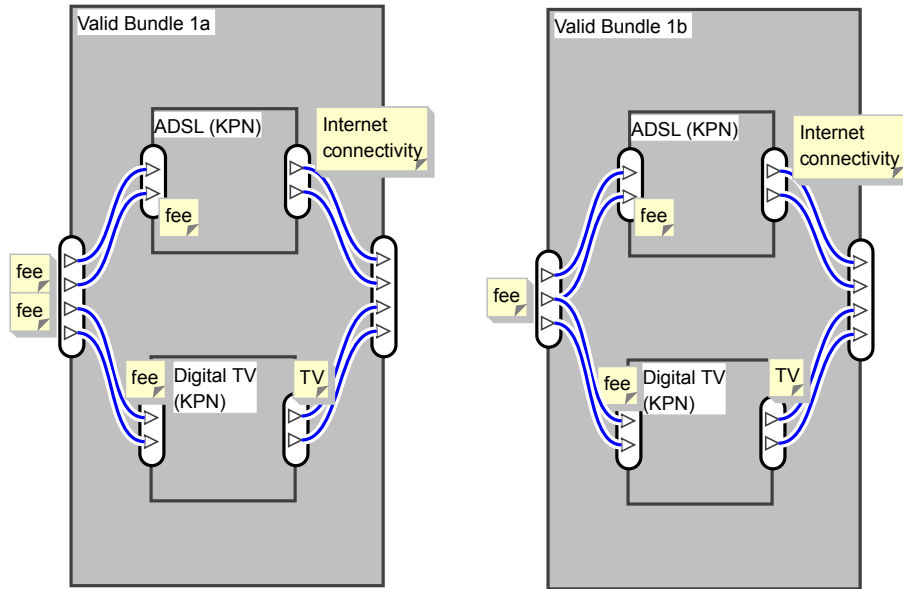 Valid Bundle 1a
ADSL (KPN)
Internet
connectivity
fee
fee
fee
fee
Digital TV
(KPN)
TV
Valid Bundle 1b
ADSL (KPN)
Internet
connectivity
fee
fee
fee
Digital TV
(KPN)
TV